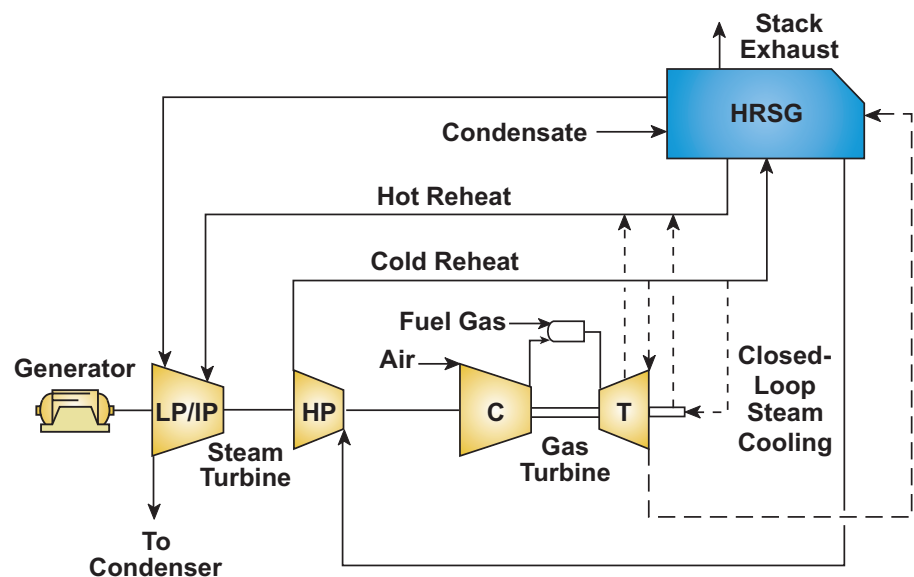 Stack
Exhaust
HRSG
Condensate
Hot Reheat
Cold Reheat
Fuel Gas
Air
Generator
LP/IP
HP
C
T
Closed-
Loop
Steam
Cooling
Steam
Turbine
Gas
Turbine
To
Condenser